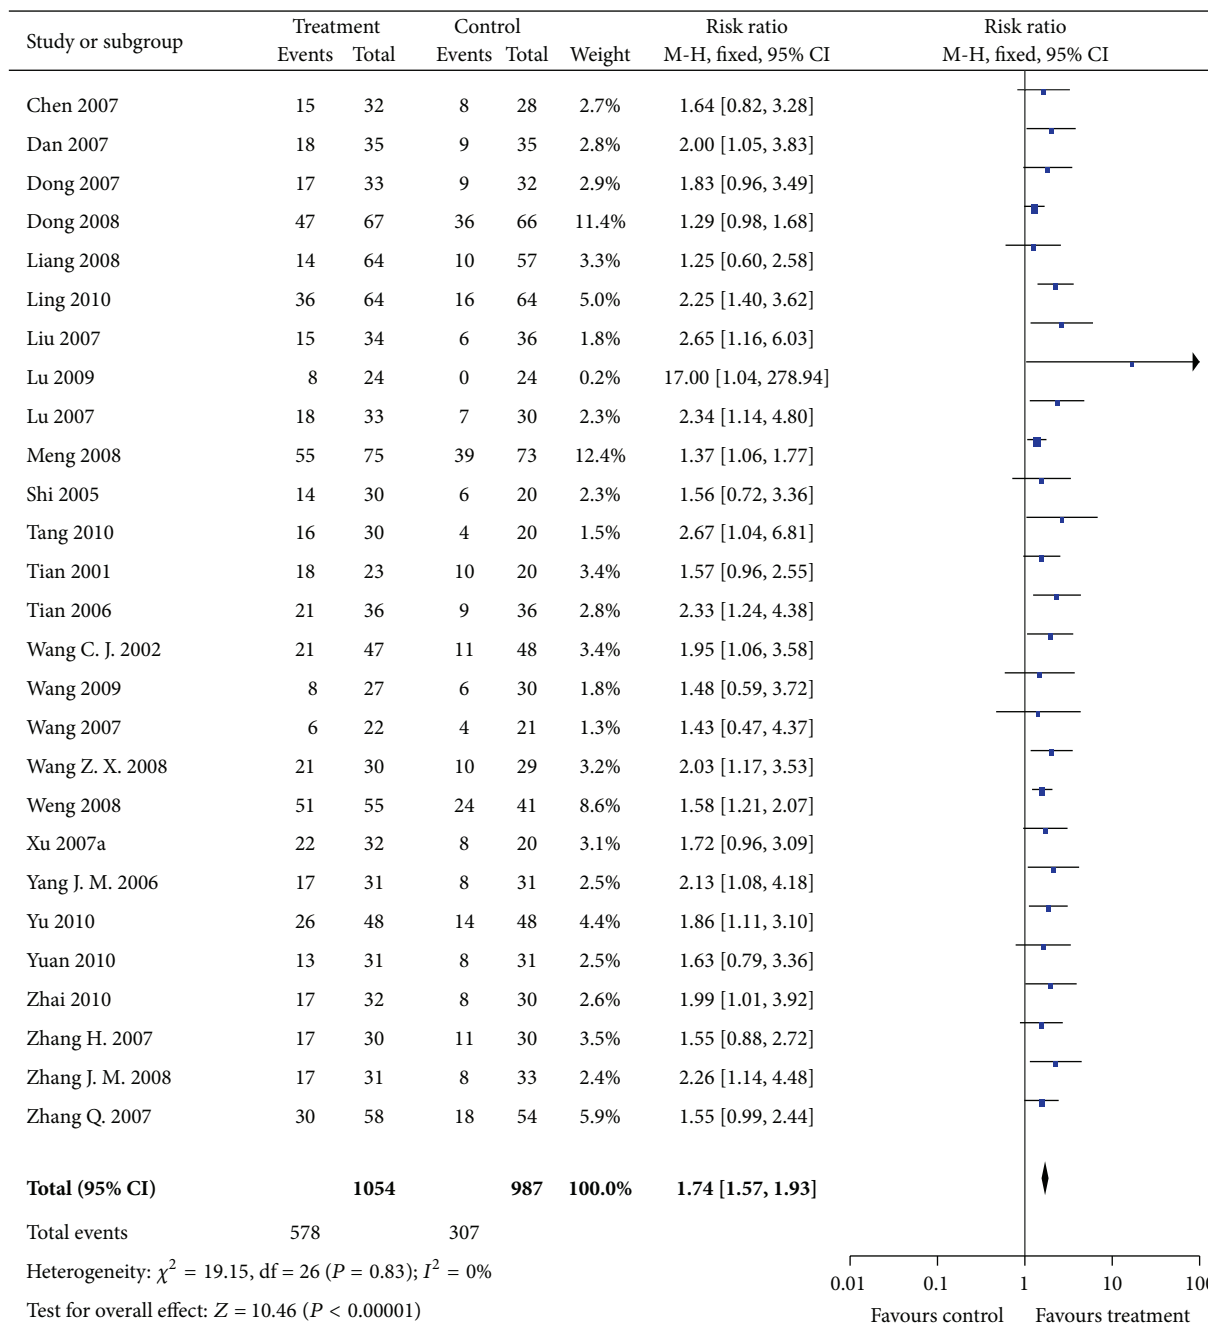 Study or subgroup Treatment Control Weight Risk ratio Risk ratio
Events Total Events Total M-H, fixed, 95% CI M-H, fixed, 95% CI
Chen 2007 15 32 8 28 2.7% 1.64 [0.82, 3.28]
Dan 2007 18 35 9 35 2.8% 2.00 [1.05, 3.83]
Dong 2007 17 33 9 32 2.9% 1.83 [0.96, 3.49]
Dong 2008 47 67 36 66 11.4% 1.29 [0.98, 1.68]
Liang 2008 14 64 10 57 3.3% 1.25 [0.60, 2.58]
Ling 2010 36 64 16 64 5.0% 2.25 [1.40, 3.62]
Liu 2007 15 34 6 36 1.8% 2.65 [1.16, 6.03]
Lu 2009 8 24 0 24 0.2% 17.00 [1.04, 278.94]
Lu 2007 18 33 7 30 2.3% 2.34 [1.14, 4.80]
Meng 2008 55 75 39 73 12.4% 1.37 [1.06, 1.77]
Shi 2005 14 30 6 20 2.3% 1.56 [0.72, 3.36]
Tang 2010 16 30 4 20 1.5% 2.67 [1.04, 6.81]
Tian 2001 18 23 10 20 3.4% 1.57 [0.96, 2.55]
Tian 2006 21 36 9 36 2.8% 2.33 [1.24, 4.38]
Wang C. J. 2002 21 47 11 48 3.4% 1.95 [1.06, 3.58]
Wang 2009 8 27 6 30 1.8% 1.48 [0.59, 3.72]
Wang 2007 6 22 4 21 1.3% 1.43 [0.47, 4.37]
Wang Z. X. 2008 21 30 10 29 3.2% 2.03 [1.17, 3.53]
Weng 2008 51 55 24 41 8.6% 1.58 [1.21, 2.07]
Xu 2007a 22 32 8 20 3.1% 1.72 [0.96, 3.09]
Yang J. M. 2006 17 31 8 31 2.5% 2.13 [1.08, 4.18]
Yu 2010 26 48 14 48 4.4% 1.86 [1.11, 3.10]
Yuan 2010 13 31 8 31 2.5% 1.63 [0.79, 3.36]
Zhai 2010 17 32 8 30 2.6% 1.99 [1.01, 3.92]
Zhang H. 2007 17 30 11 30 3.5% 1.55 [0.88, 2.72]
Zhang J. M. 2008 17 31 8 33 2.4% 2.26 [1.14, 4.48]
Zhang Q. 2007 30 58 18 54 5.9% 1.55 [0.99, 2.44]
Total (95% CI) 1054 987 100.0% 1.74 [1.57, 1.93]
Total events 578 307
Heterogeneity: χ² = 19.15, df = 26 (P = 0.83); I² = 0%
Test for overall effect: Z = 10.46 (P < 0.00001)
0.01 0.1 1 10 100
Favours control Favours treatment